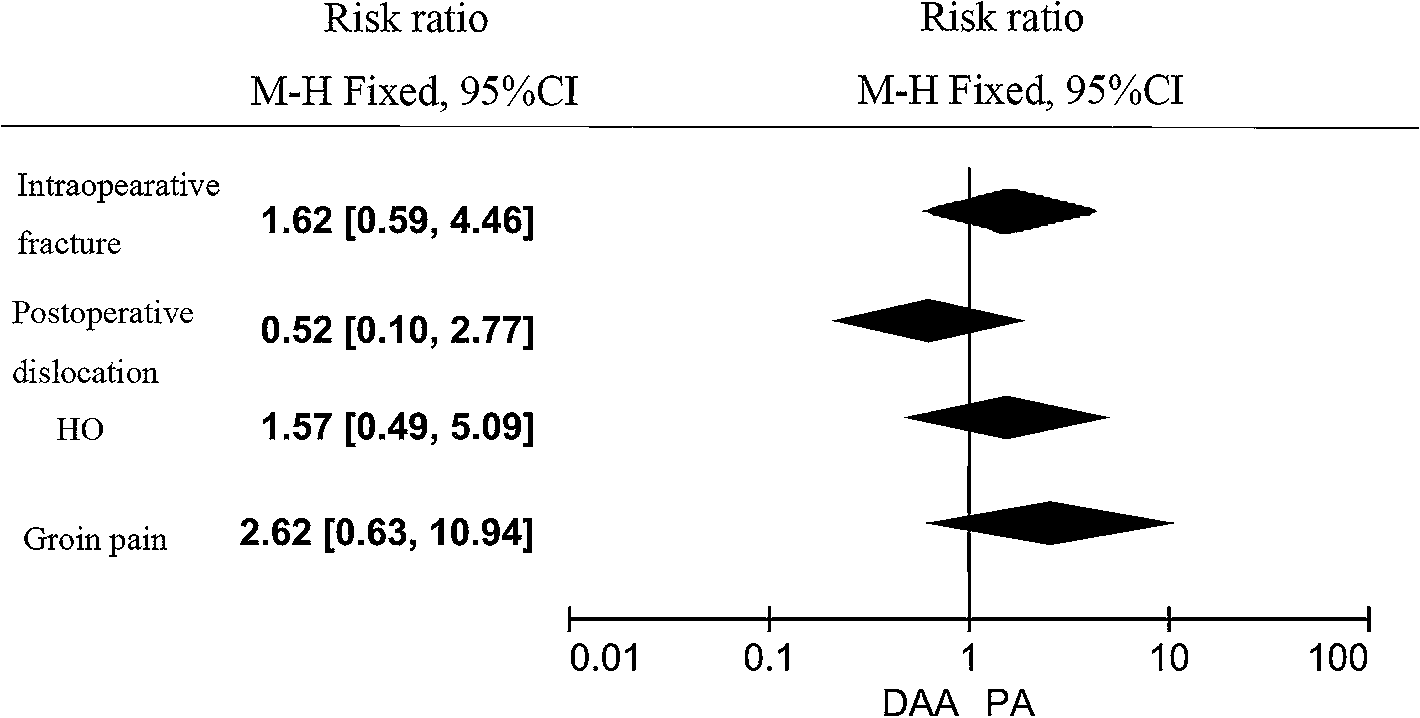 Risk ratio Risk ratio
M-H Fixed, 95%CI M-H Fixed, 95%CI
Intraopearative
fracture
1.62 [0.59, 4.46]
Postoperative
dislocation
0.52 [0.10, 2.77]
HO 1.57 [0.49, 5.09]
Groin pain 2.62 [0.63, 10.94]
0.01 0.1 1 10 100
DAA PA